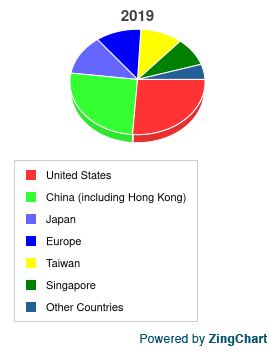 2019
United States
China (including Hong Kong)
Japan
Europe
Taiwan
Singapore
Other Countries
Powered by ZingChart